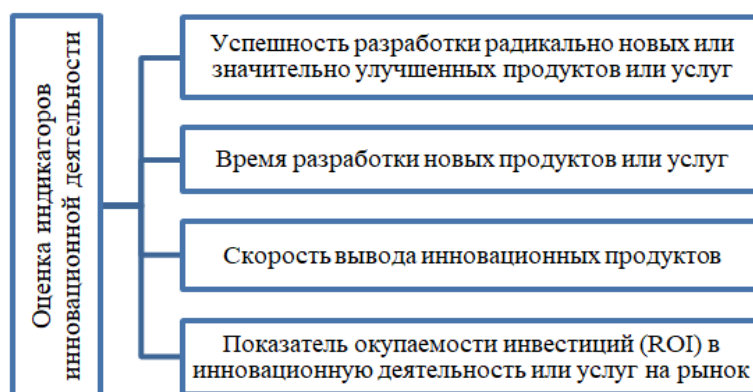 Оценка индикаторов
инновационной деятельности
Успешность разработки радикально новых или
значительно улучшенных продуктов или услуг
Время разработки новых продуктов или услуг
Скорость вывода инновационных продуктов
Показатель окупаемости инвестиций (ROI) в
инновационную деятельность или услуг на рынок